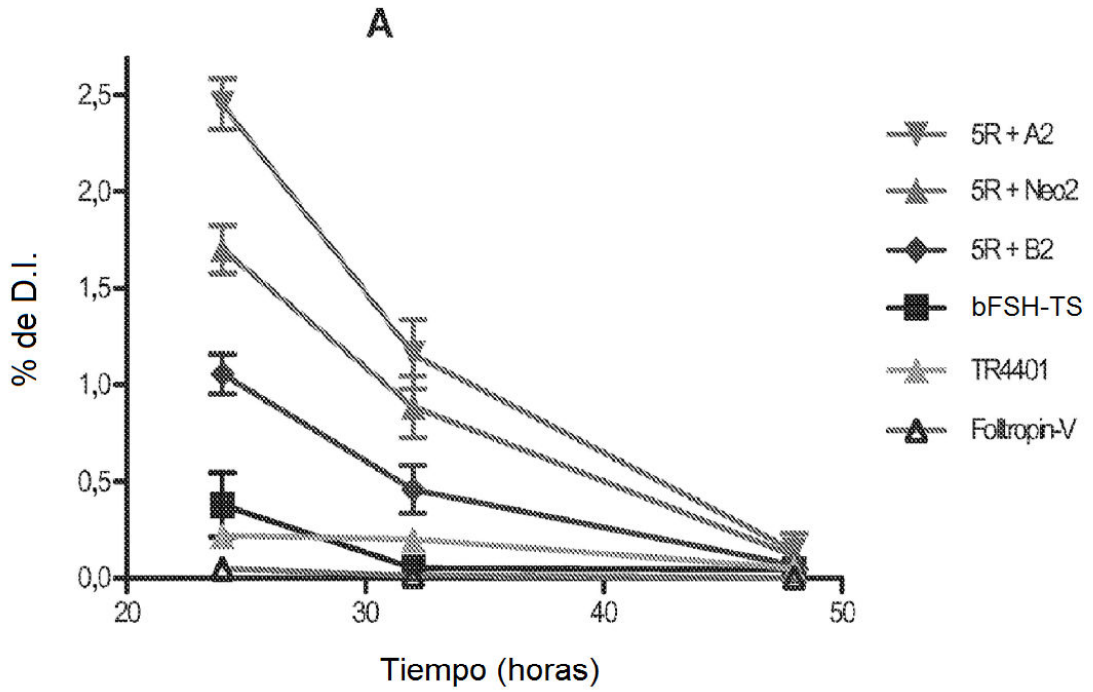 A
% de D.I.
2,5
2,0
1,5
1,0
0,5
0,0
20
30
40
50
Tiempo (horas)
5R + A2
5R + Neo2
5R + B2
bFSH-TS
TR4401
Folltropin-V